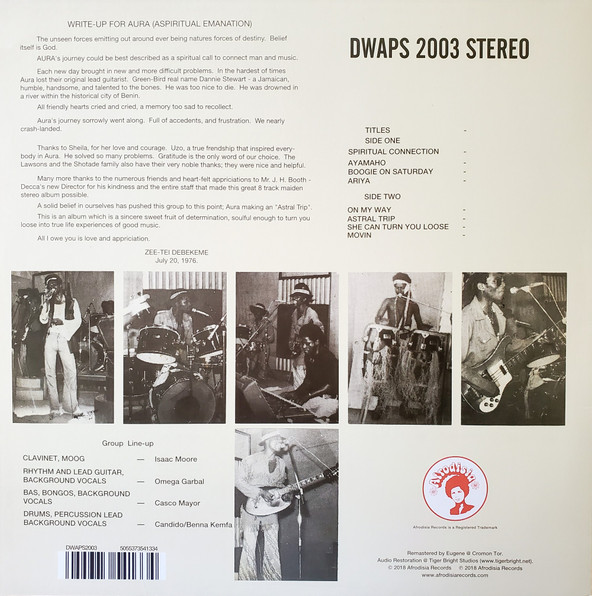 WRITE-UP FOR AURA (ASPIRITUAL EMANATION)
The unseen forces emitting out around ever being natures forces of destiny. Belief
itself is God.
AURA's journey could be best described as a spiritual call to connect man and music.
Each new day brought in new and more difficult problems. In the hardest of times
Aura lost their original lead guitarist. Green-Bird real name Dannie Stewart - a Jamaican,
humble, handsome, and talented to the bones. He was too nice to die. He was drowned in
a river within the historical city of Benin.
All friendly hearts cried and cried, a memory too sad to recollect.
Aura's jorney sorrowly went along. Full of accedents, and frustration. We nearly
crash-landed.
Thanks to Sheila, for her love and courage. Uzo, a true frendship that inspired every-
body in Aura. He solved so many problems. Gratitude is the only word of our choice. The
Lawsons and the Shotade family also have their very noble thanks; they were nice and helpful.
Many more thanks to the numerous friends and heart-felt appriciations to Mr. J. H. Booth -
Decca's new Director for his kindness and the entire staff that made this great 8 track maiden
stereo album possible.
A solid belief in ourselves has pushed this group to this point; Aura making an "Astral Trip".
This is an album which is a sincere sweet fruit of determination, soulful enough to turn you
loose into true life experiences of good music.
All I owe you is love and appriciation.
ZEE-TEI DEBEKEME
July 20, 1976.
DWAPS 2003 STEREO
TITLES -
SIDE ONE
SPIRITUAL CONNECTION -
AYAMAHO -
BOOGIE ON SATURDAY -
ARIYA -
SIDE TWO
ON MY WAY -
ASTRAL TRIP -
SHE CAN TURN YOU LOOSE -
MOVIN -
Group Line-up
CLAVINET, MOOG — Isaac Moore
RHYTHM AND LEAD GUITAR,
BACKGROUND VOCALS — Omega Garbal
BAS, BONGOS, BACKGROUND
VOCALS — Casco Mayor
DRUMS, PERCUSSION LEAD
BACKGROUND VOCALS — Candido/Benna Kemfa
DWAPS2003 5055373541334
Afrodisia
Afrodisia Records is a Registered Trademark
Remastered by Eugene @ Cromon Tor.
Audio Restoration @ Tiger Bright Studios (www.tigerbright.net).
© 2018 Afrodisia Records ℗ 2018 Afrodisia Records
www.afrodisiarecords.com